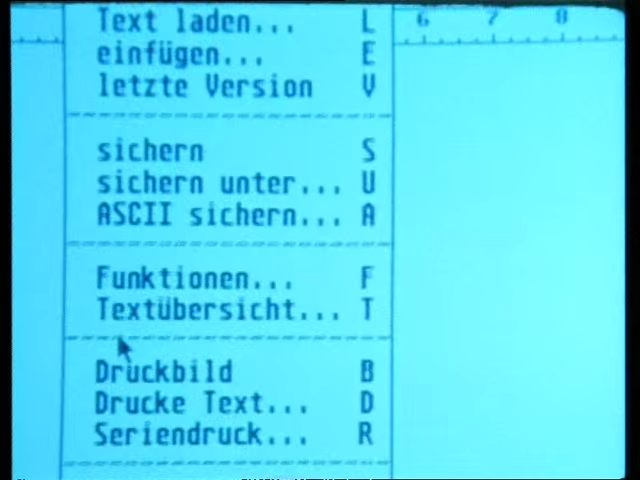 6 7 8
Text laden... L
einfügen... E
letzte Version V
sichern S
sichern unter... U
ASCII sichern... A
Funktionen... F
Textübersicht... T
Druckbild B
Drucke Text... D
Seriendruck... R